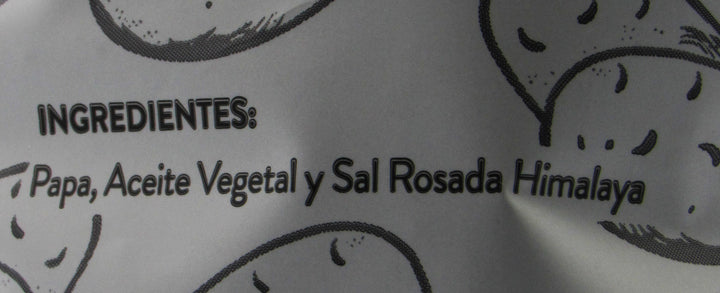 INGREDIENTES:
Papa, Aceite Vegetal y Sal Rosada Himalaya